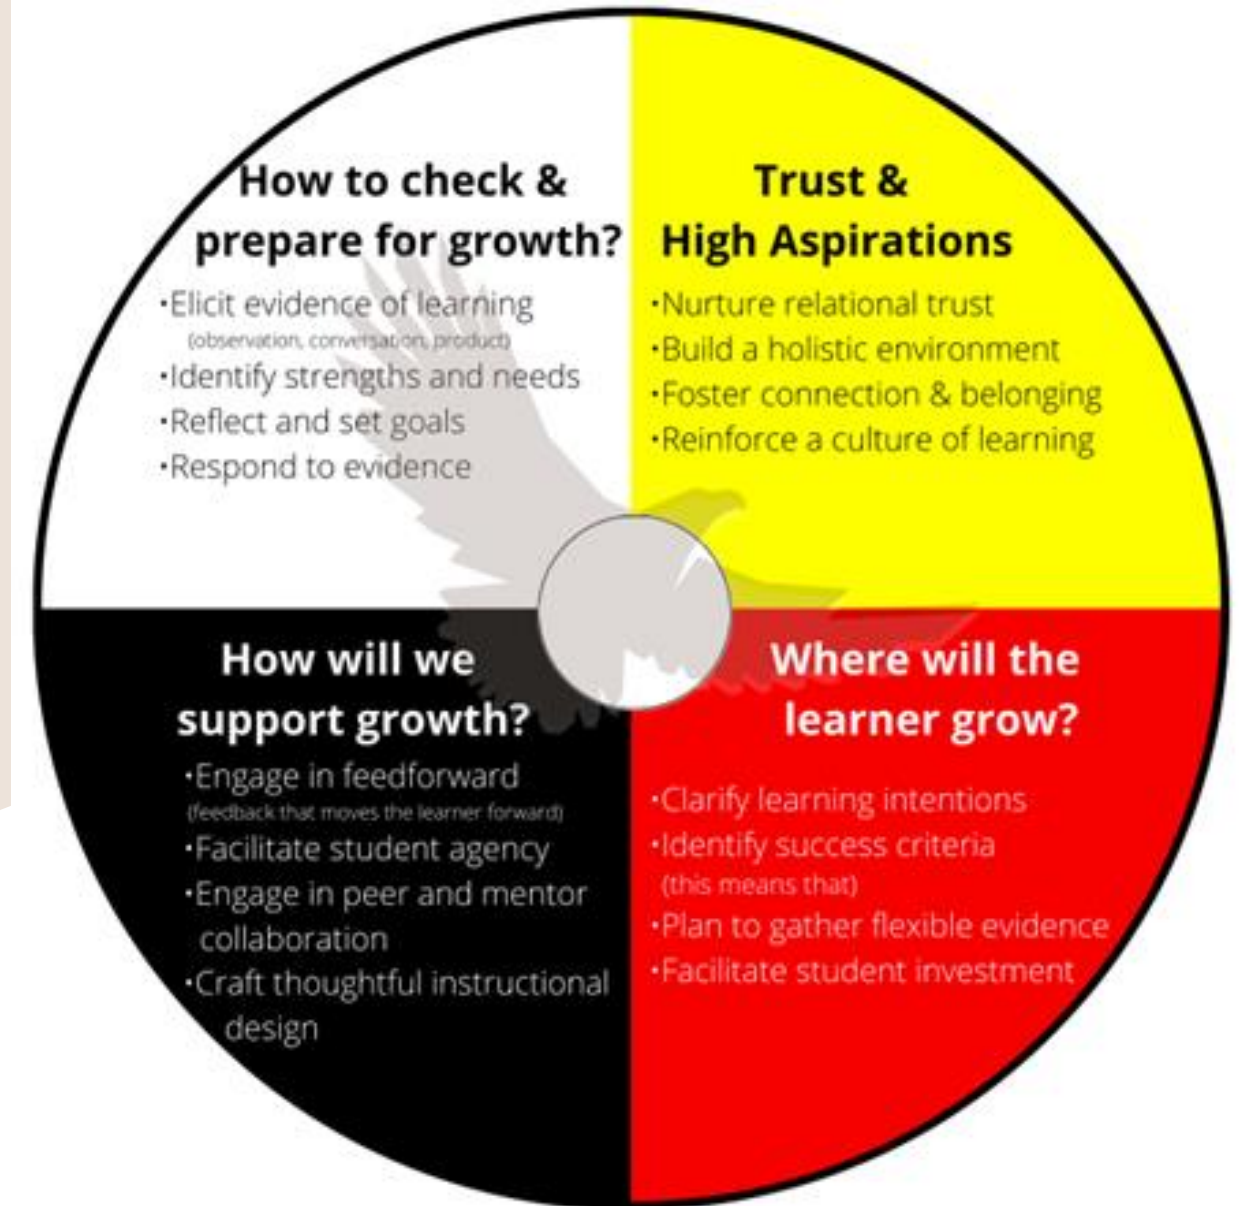 How to check &
prepare for growth?
•Elicit evidence of learning
(observation, conversation, product)
•Identify strengths and needs
•Reflect and set goals
•Respond to evidence
Trust &
High Aspirations
•Nurture relational trust
•Build a holistic environment
•Foster connection & belonging
•Reinforce a culture of learning
How will we
support growth?
•Engage in feedforward
(feedback that moves the learner forward)
•Facilitate student agency
•Engage in peer and mentor
collaboration
•Craft thoughtful instructional
design
Where will the
learner grow?
•Clarify learning intentions
•Identify success criteria
(this means that)
•Plan to gather flexible evidence
•Facilitate student investment